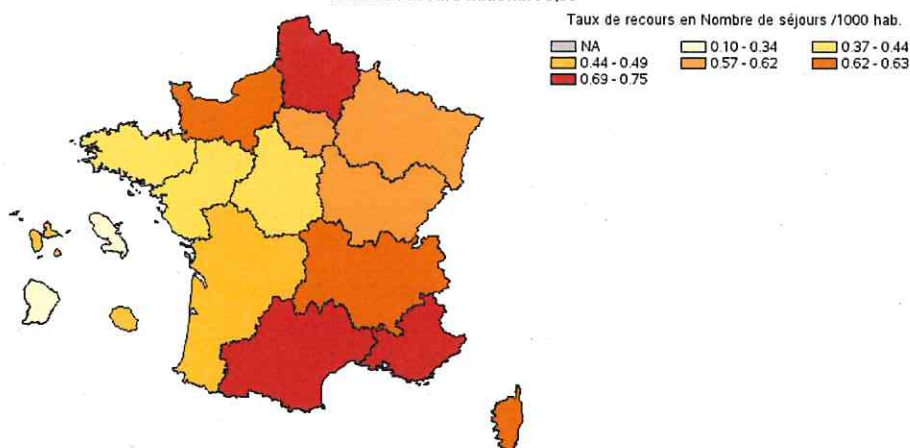 Taux de recours en Nombre de séjours /1000 hab.
NA
0.10 - 0.34
0.37 - 0.44
0.44 - 0.49
0.57 - 0.62
0.62 - 0.63
0.69 - 0.75